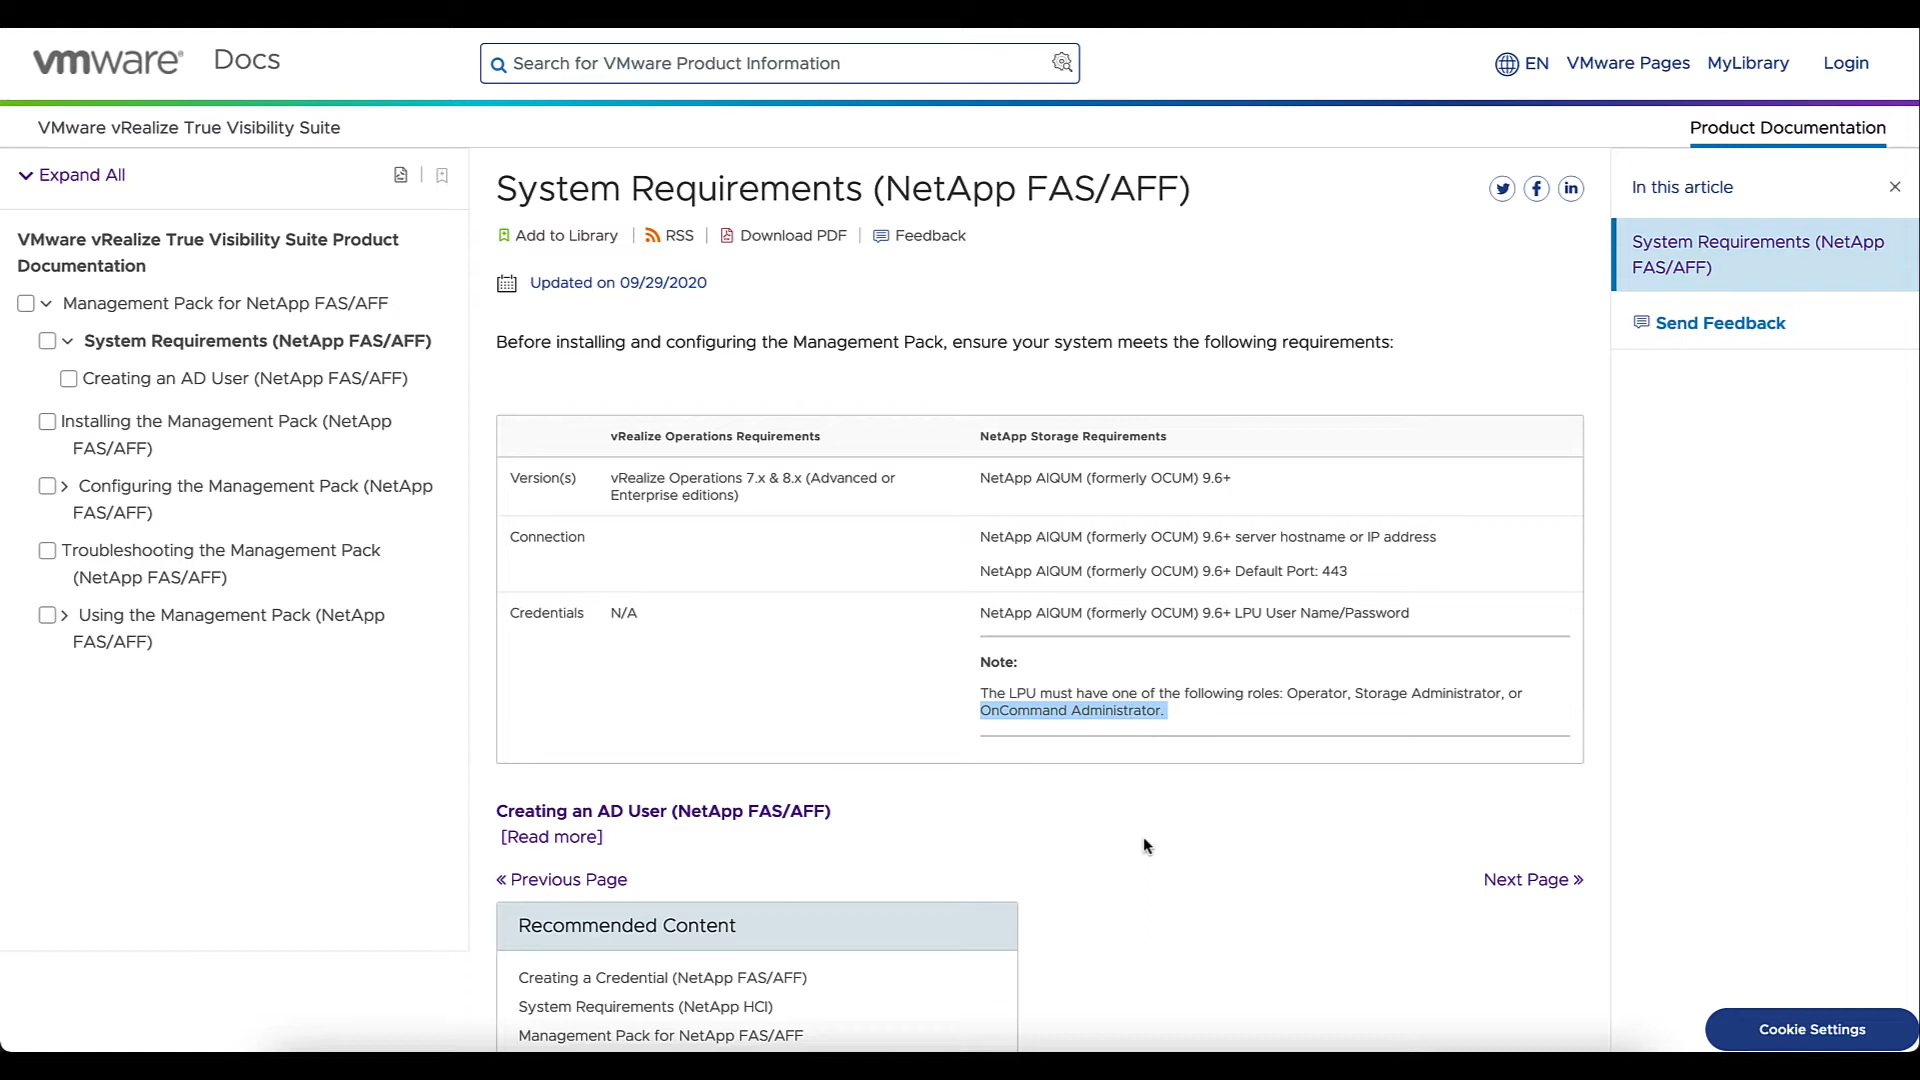 vmware® Docs
Search for VMware Product Information
EN VMware Pages MyLibrary Login
VMware vRealize True Visibility Suite
Product Documentation
Expand All
VMware vRealize True Visibility Suite Product
Documentation
Management Pack for NetApp FAS/AFF
System Requirements (NetApp FAS/AFF)
Creating an AD User (NetApp FAS/AFF)
Installing the Management Pack (NetApp
FAS/AFF)
Configuring the Management Pack (NetApp
FAS/AFF)
Troubleshooting the Management Pack
(NetApp FAS/AFF)
Using the Management Pack (NetApp
FAS/AFF)
System Requirements (NetApp FAS/AFF)
Add to Library | RSS | Download PDF | Feedback
Updated on 09/29/2020
Before installing and configuring the Management Pack, ensure your system meets the following requirements:
vRealize Operations Requirements NetApp Storage Requirements
Version(s) vRealize Operations 7.x & 8.x (Advanced or NetApp AIQUM (formerly OCUM) 9.6+
Enterprise editions)
Connection NetApp AIQUM (formerly OCUM) 9.6+ server hostname or IP address
NetApp AIQUM (formerly OCUM) 9.6+ Default Port: 443
Credentials N/A NetApp AIQUM (formerly OCUM) 9.6+ LPU User Name/Password
Note:
The LPU must have one of the following roles: Operator, Storage Administrator, or
OnCommand Administrator.
Creating an AD User (NetApp FAS/AFF)
[Read more]
« Previous Page
Next Page »
Recommended Content
Creating a Credential (NetApp FAS/AFF)
System Requirements (NetApp HCI)
Management Pack for NetApp FAS/AFF
In this article
System Requirements (NetApp
FAS/AFF)
Send Feedback
Cookie Settings